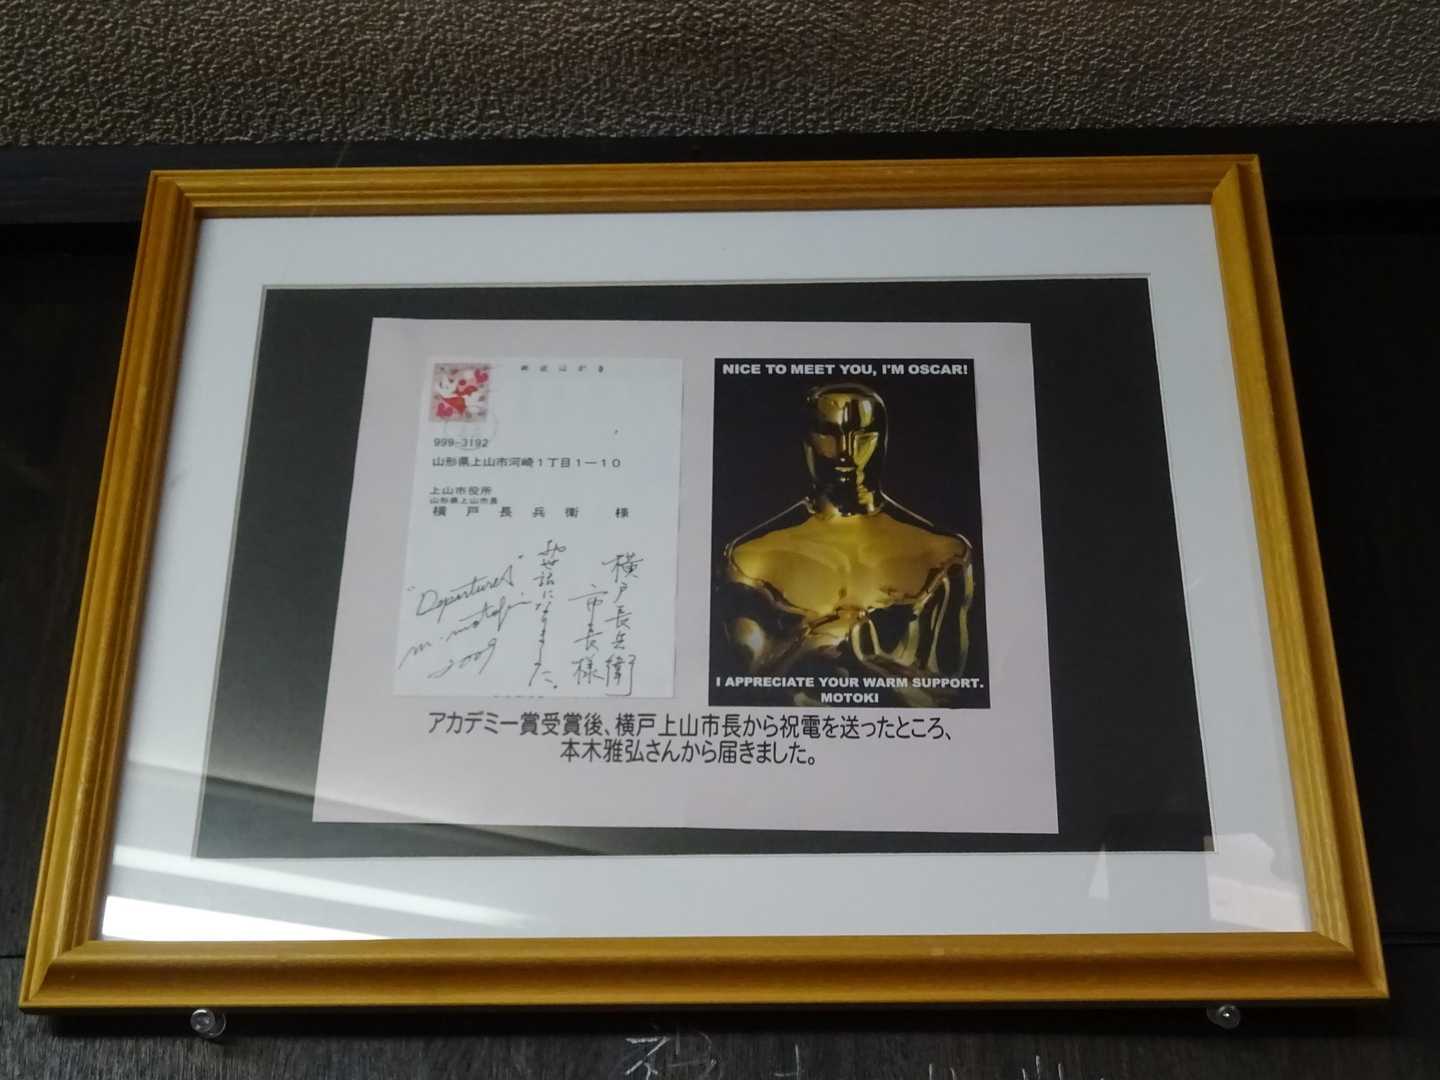 郵便はがき
999-3192
山形県上山市河崎1丁目1-10
上山市役所
山形県上山市長
横戸長兵衛 様
横戸長兵衛
市長様
お世話になりました。
"Departures"
m. motoki
2009
NICE TO MEET YOU, I'M OSCAR!
I APPRECIATE YOUR WARM SUPPORT.
MOTOKI
アカデミー賞受賞後、横戸上山市長から祝電を送ったところ、
本木雅弘さんから届きました。